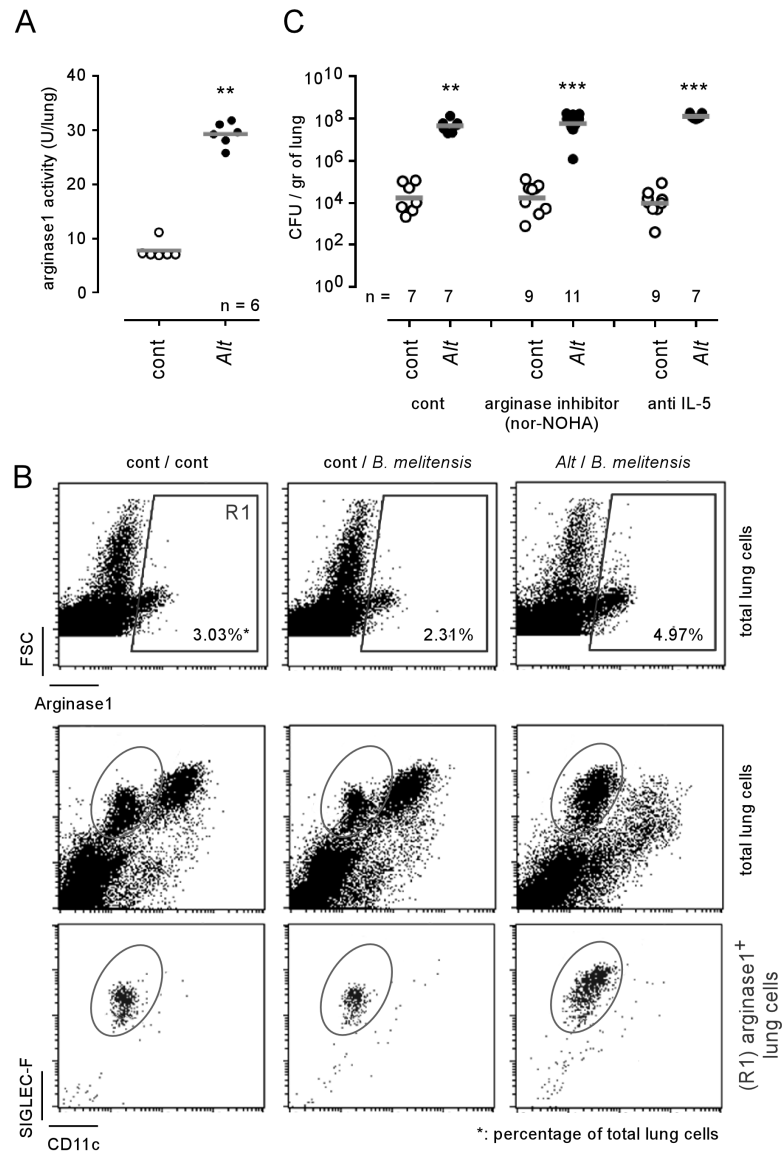 A
arginase1 activity (U/lung)
40
30
20
10
0
**
n = 6
cont
Alt
C
CFU / gr of lung
10^10
10^8
10^6
10^4
10^2
10^0
**
***
***
n = 7 7 9 11 9 7
cont Alt cont Alt cont Alt
cont arginase inhibitor anti IL-5
(nor-NOHA)
B
cont / cont cont / B. melitensis Alt / B. melitensis
R1
3.03%* 2.31% 4.97%
FSC
Arginase1
total lung cells
total lung cells
(R1) arginase1+
lung cells
SIGLEC-F
CD11c
*: percentage of total lung cells